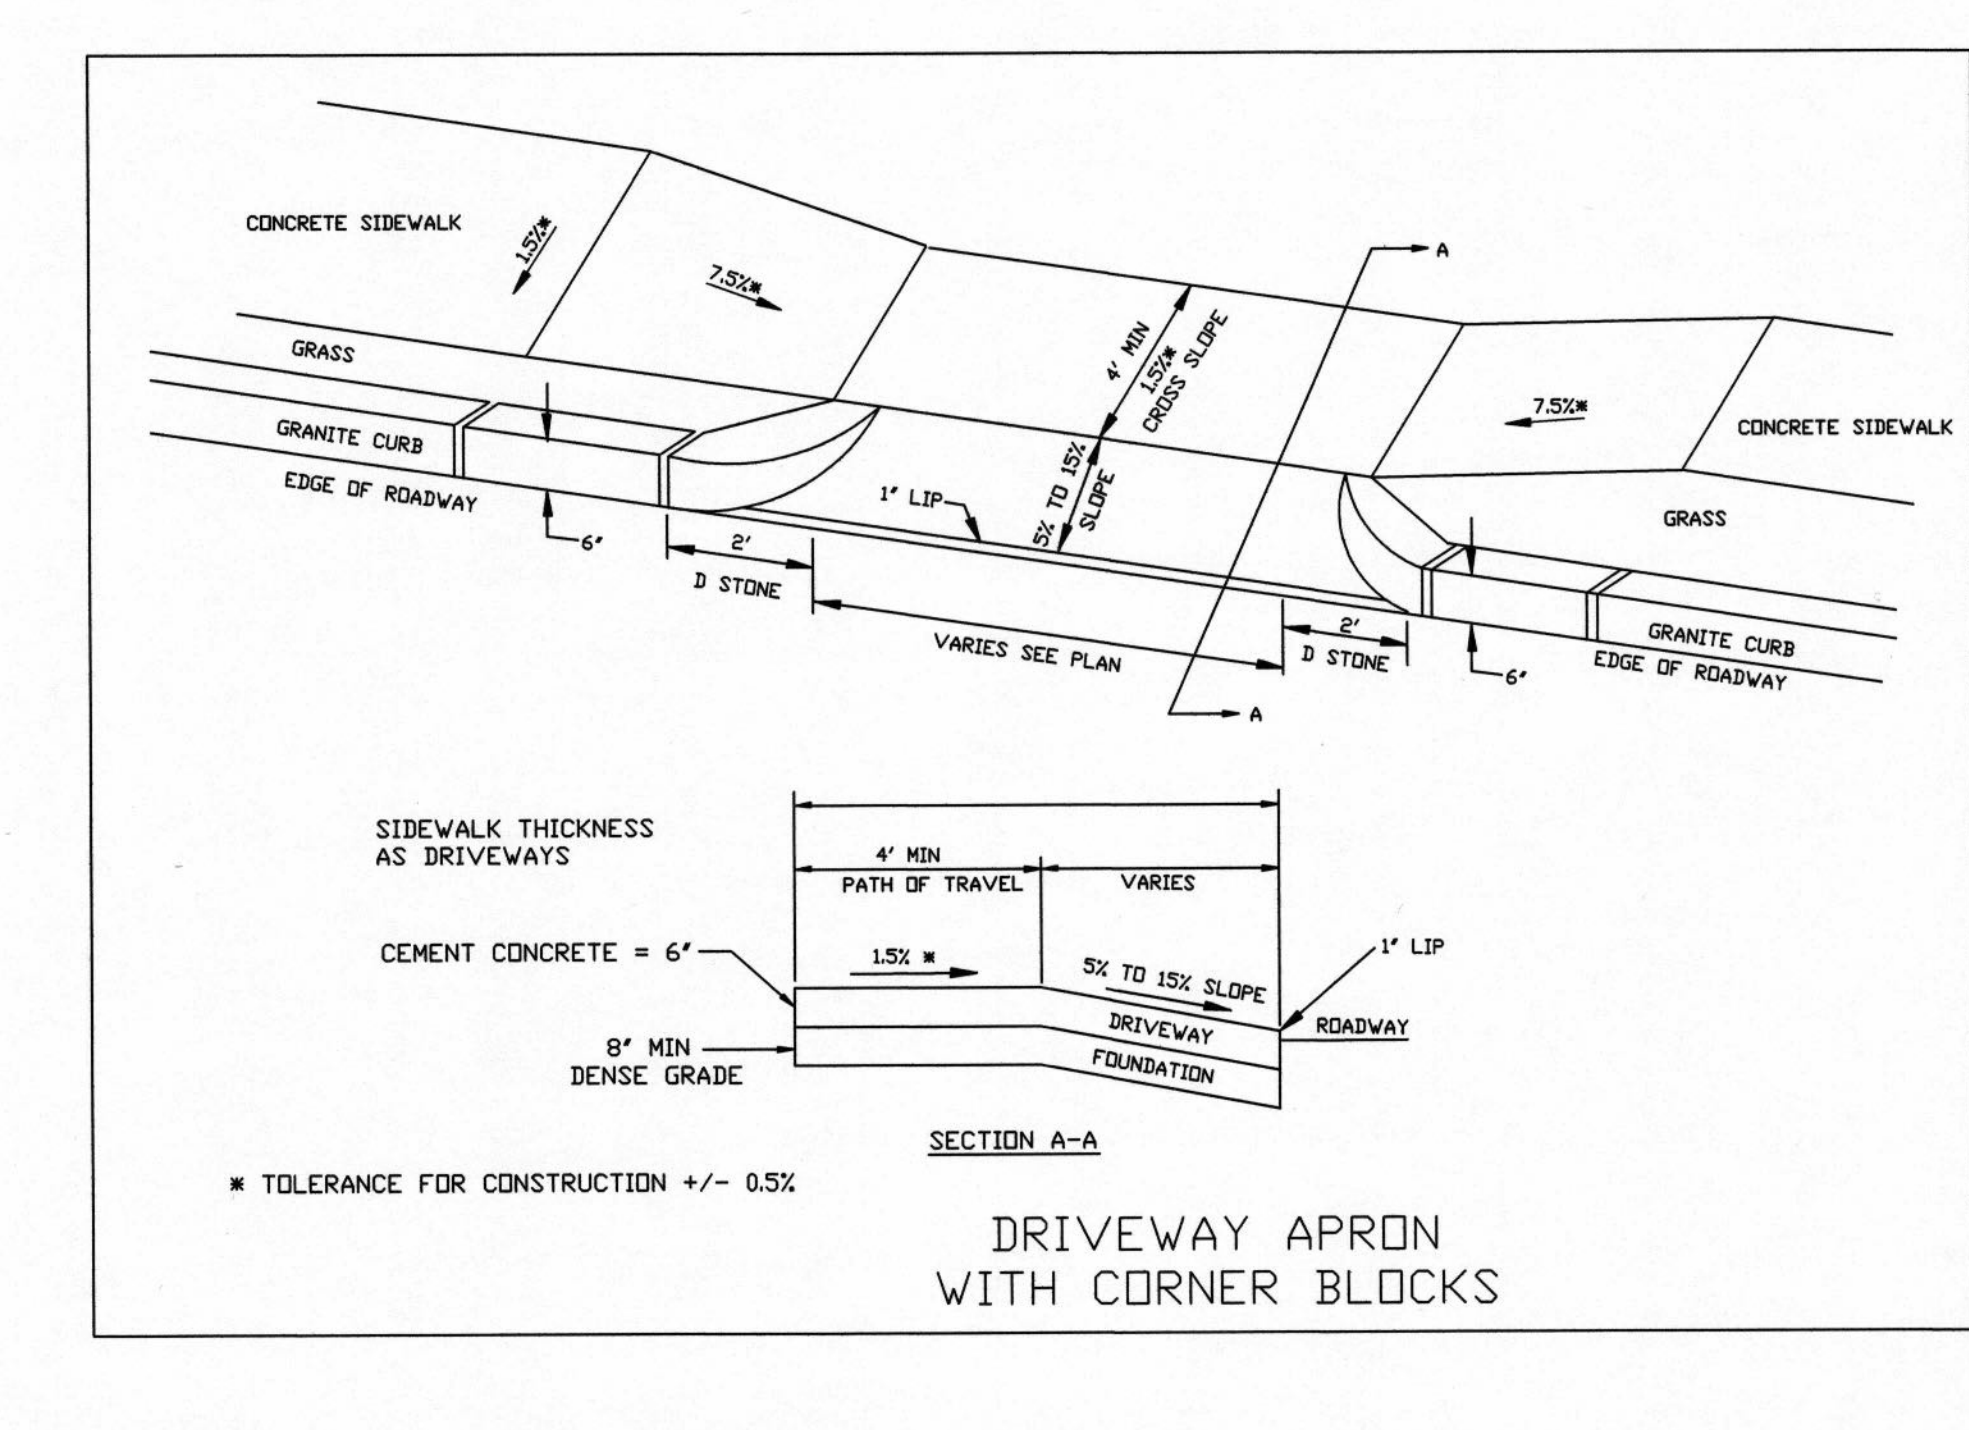 CONCRETE SIDEWALK
1.5%*
7.5%*
A
GRASS
4' MIN
1.5%*
CROSS SLOPE
7.5%*
CONCRETE SIDEWALK
GRANITE CURB
EDGE OF ROADWAY
6"
1" LIP
5% TO 15%
SLOPE
GRASS
2'
D STONE
VARIES SEE PLAN
2'
D STONE
GRANITE CURB
EDGE OF ROADWAY
6"
A
SIDEWALK THICKNESS
AS DRIVEWAYS
4' MIN
PATH OF TRAVEL
VARIES
CEMENT CONCRETE = 6"
1.5% *
5% TO 15% SLOPE
1" LIP
DRIVEWAY
ROADWAY
8" MIN
DENSE GRADE
FOUNDATION
SECTION A-A
* TOLERANCE FOR CONSTRUCTION +/- 0.5%
DRIVEWAY APRON
WITH CORNER BLOCKS